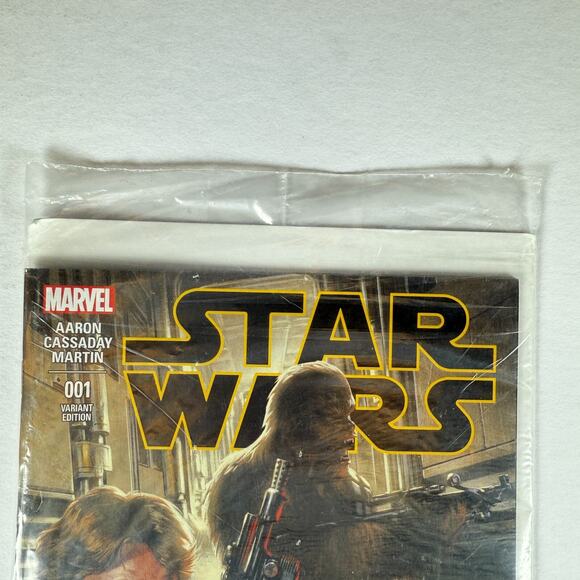 MARVEL
AARON
CASSADAY
MARTIN
001
VARIANT
EDITION
STAR
WARS